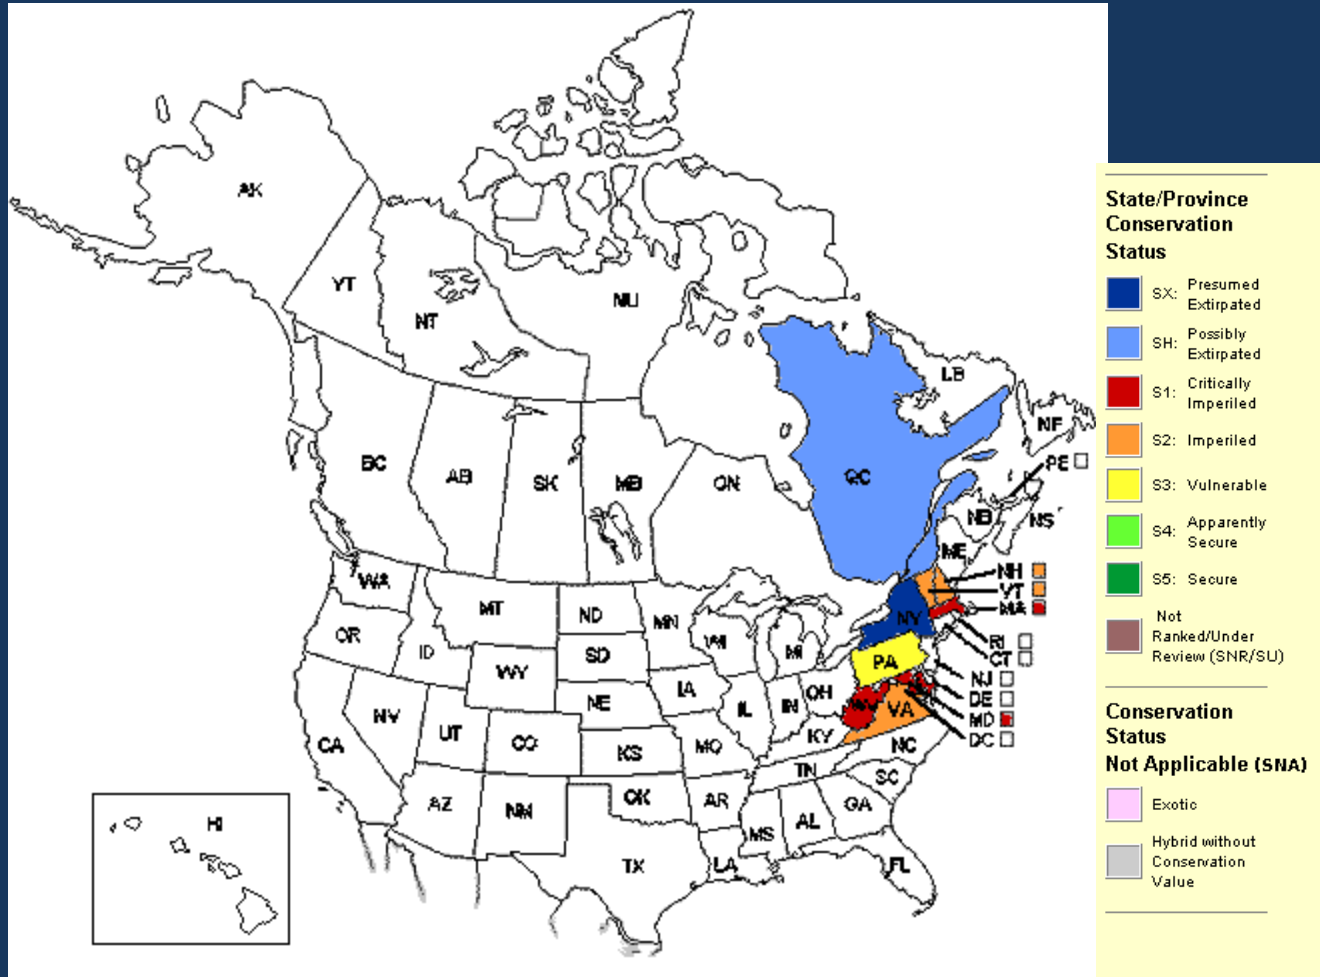 AK
YT
NT
NU
LB
NF
BC
AB
SK
MB
ON
QC
PE
NB
NS
ME
WA
MT
ND
MN
NH
VT
MA
OR
ID
WY
SD
WI
MI
NY
RI
CT
PA
NJ
NE
IA
OH
DE
NV
UT
CO
IL
IN
WV
VA
MD
DC
CA
KS
MO
KY
NC
TN
AZ
NM
OK
AR
SC
MS
AL
GA
HI
TX
LA
FL
State/Province
Conservation
Status
SX: Presumed
Extirpated
SH: Possibly
Extirpated
S1: Critically
Imperiled
S2: Imperiled
S3: Vulnerable
S4: Apparently
Secure
S5: Secure
Not
Ranked/Under
Review (SNR/SU)
Conservation
Status
Not Applicable (SNA)
Exotic
Hybrid without
Conservation
Value